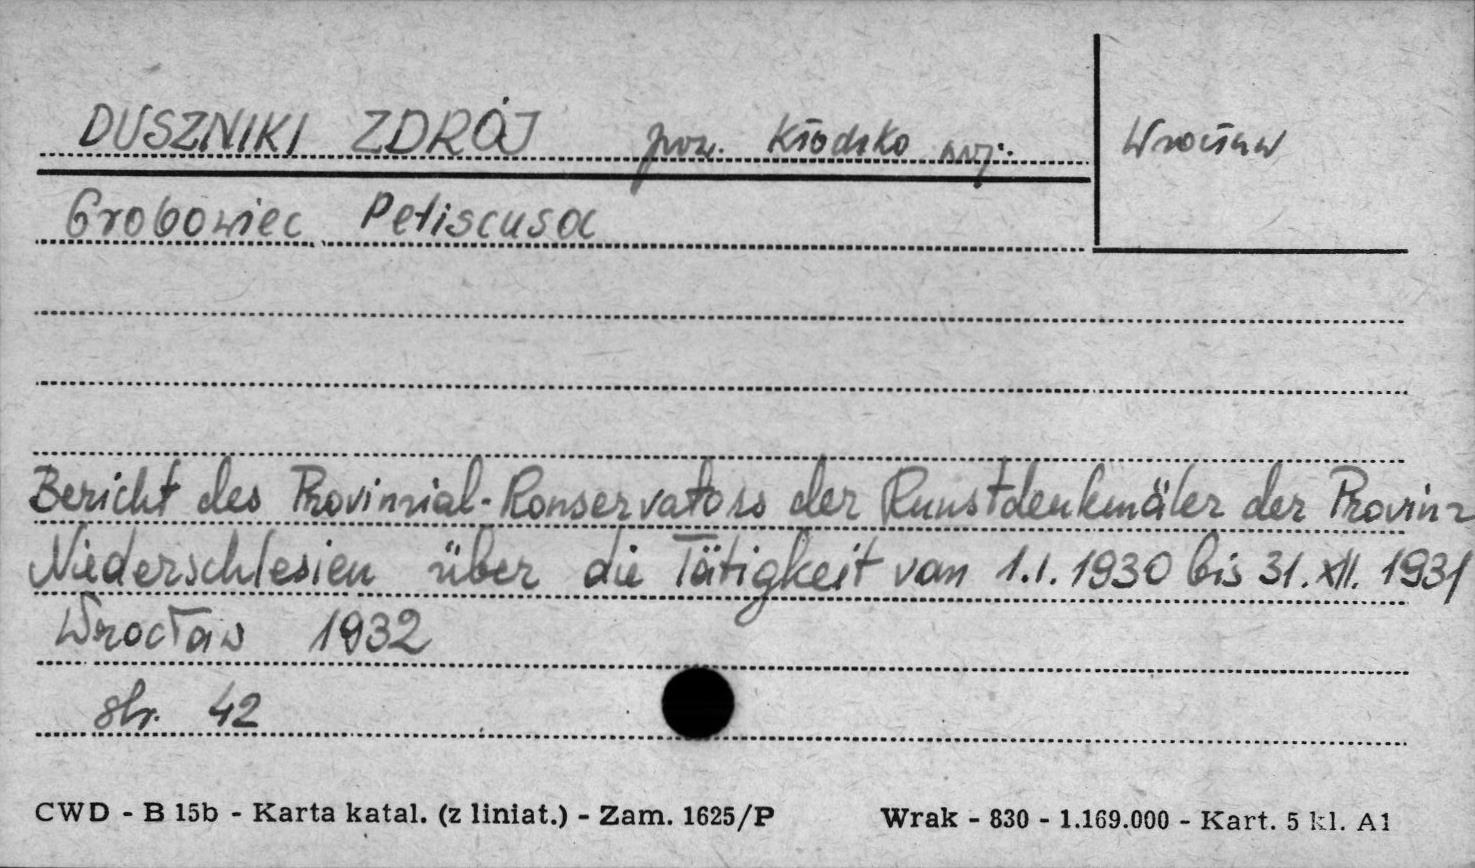 DUSZNIKI ZDRÓJ pow. Kłodzko woj. Wrocław
Grobowiec Peliscusa
Bericht des Provinzial-Konservators der Kunstdenkmäler der Provinz
Niederschlesien über die Tätigkeit van 1.I.1930 bis 31.XII.1931
Wrocław 1932
str. 42
CWD - B 15b - Karta katal. (z liniat.) - Zam. 1625/P Wrak - 830 - 1.169.000 - Kart. 5 kl. A1